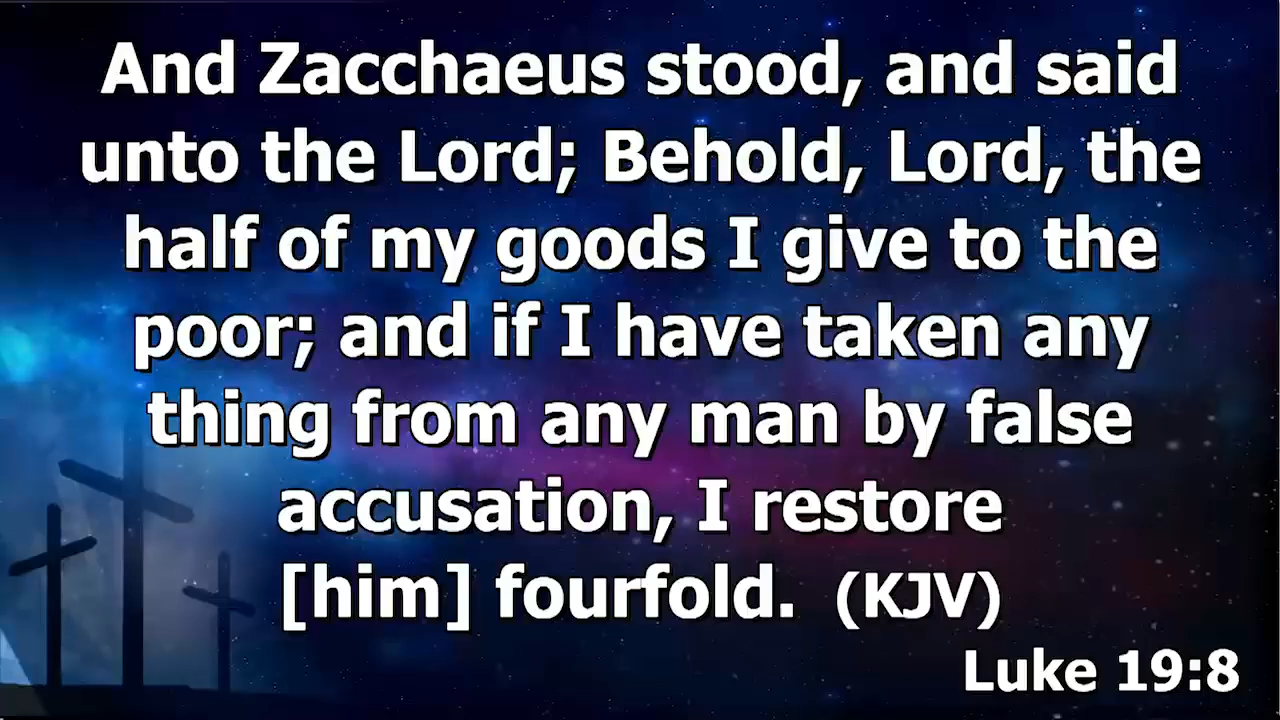 And Zacchaeus stood, and said
unto the Lord; Behold, Lord, the
half of my goods I give to the
poor; and if I have taken any
thing from any man by false
accusation, I restore
[him] fourfold. (KJV)
Luke 19:8